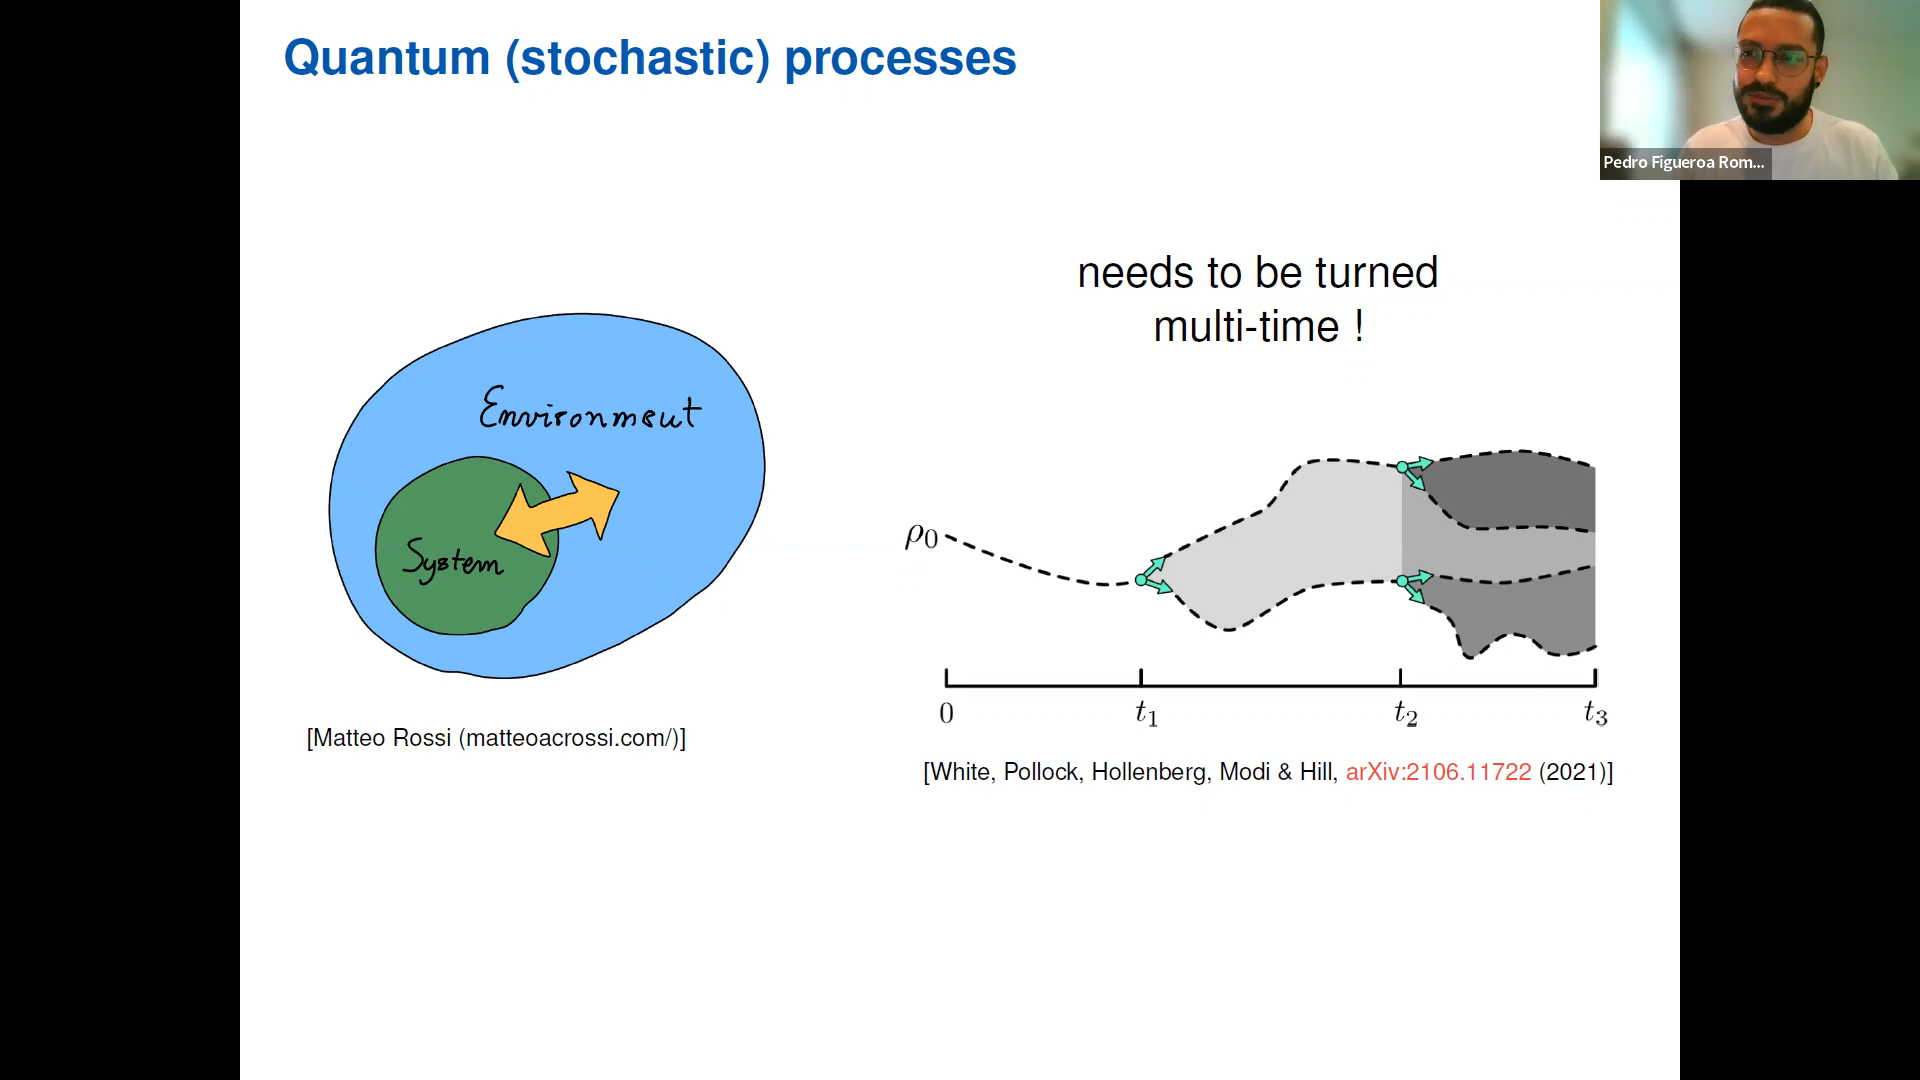 Quantum (stochastic) processes
Pedro Figueroa Rom...
needs to be turned
multi-time !
Environment
System
ρ₀
0 t₁ t₂ t₃
[Matteo Rossi (matteoacrossi.com/)]
[White, Pollock, Hollenberg, Modi & Hill, arXiv:2106.11722 (2021)]